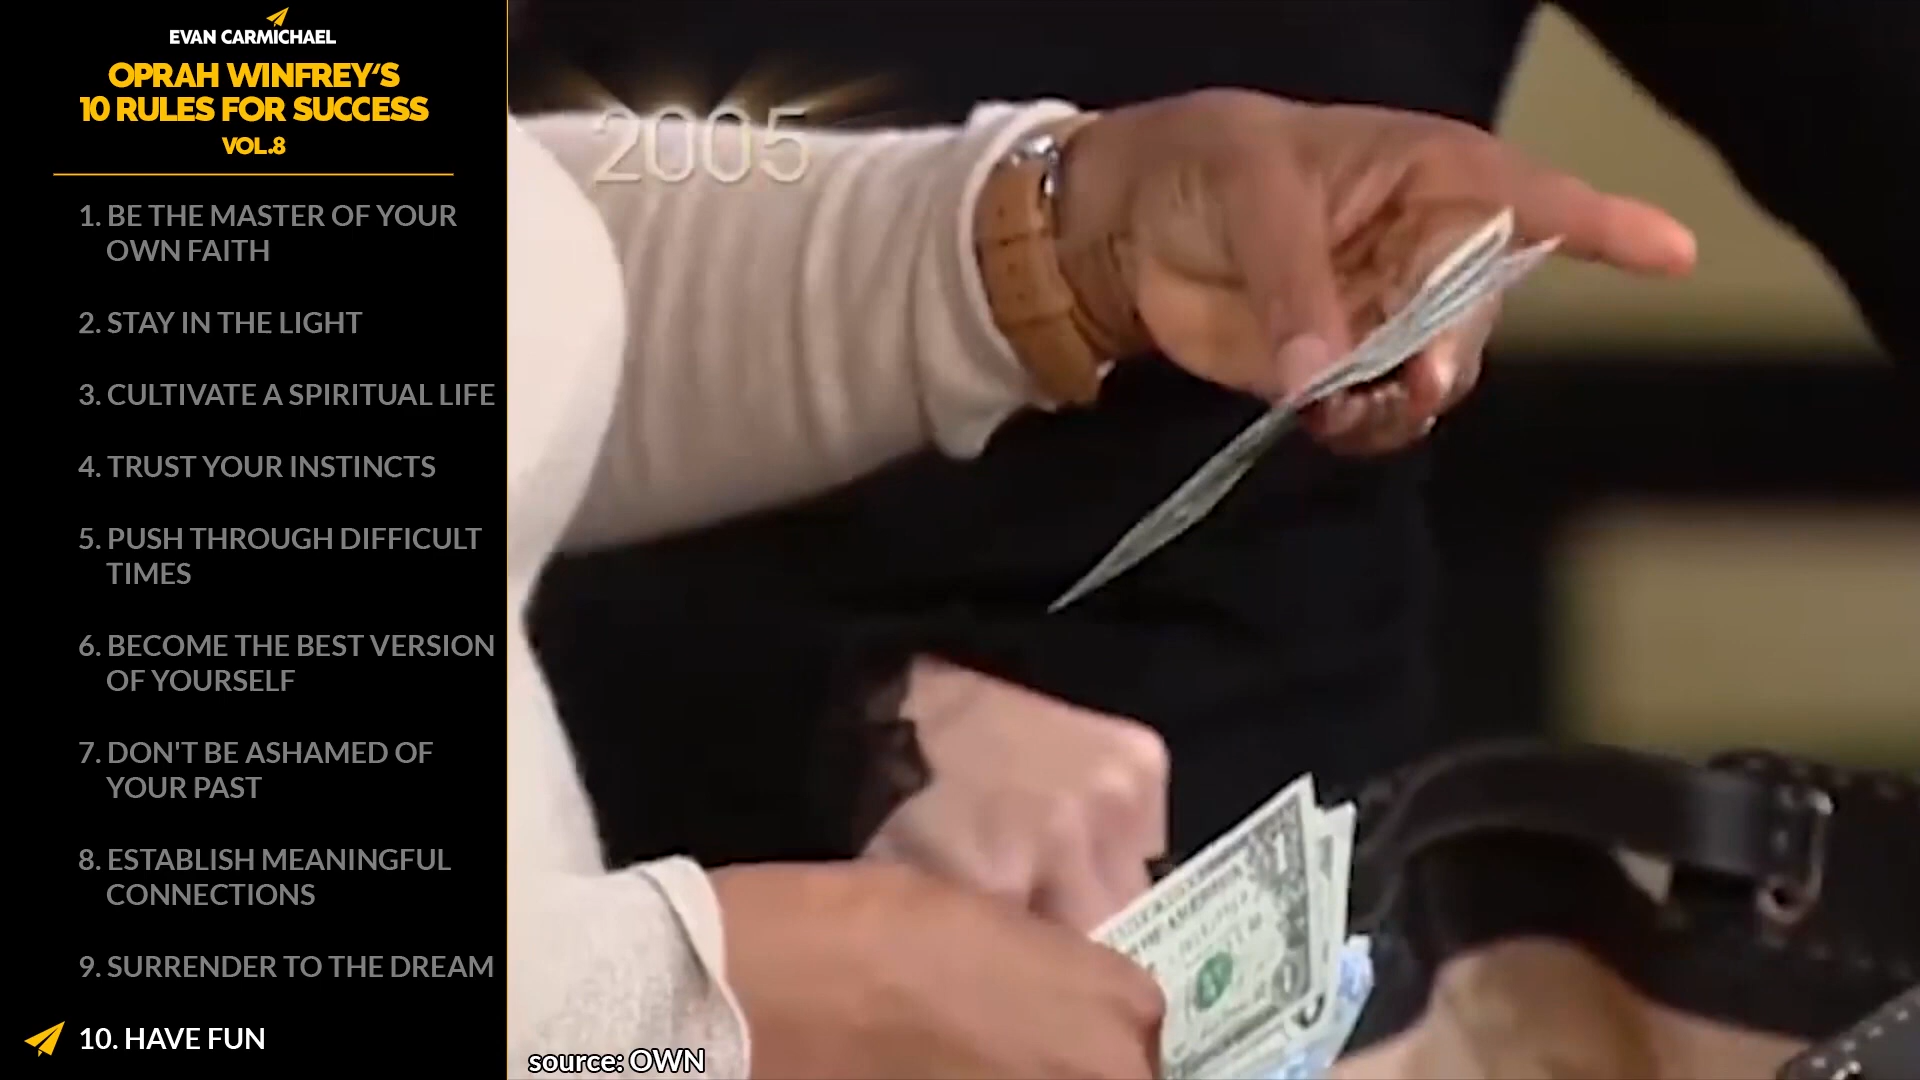 EVAN CARMICHAEL
OPRAH WINFREY'S
10 RULES FOR SUCCESS
VOL.8
1. BE THE MASTER OF YOUR
OWN FAITH
2. STAY IN THE LIGHT
3. CULTIVATE A SPIRITUAL LIFE
4. TRUST YOUR INSTINCTS
5. PUSH THROUGH DIFFICULT
TIMES
6. BECOME THE BEST VERSION
OF YOURSELF
7. DON'T BE ASHAMED OF
YOUR PAST
8. ESTABLISH MEANINGFUL
CONNECTIONS
9. SURRENDER TO THE DREAM
10. HAVE FUN
2005
source: OWN